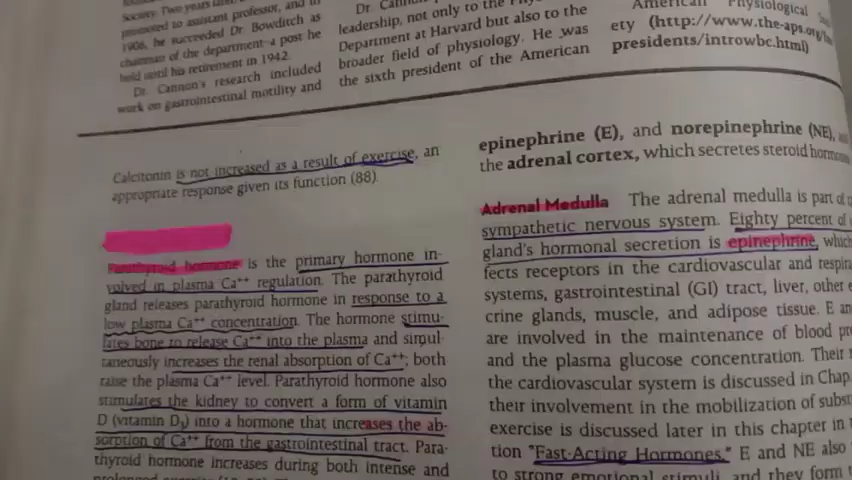 Society. Two years later
promoted to assistant professor, and in
1906, he succeeded Dr. Bowditch as
chairman of the department–a post he
held until his retirement in 1942.
Dr. Cannon's research included
work on gastrointestinal motility and
Dr. Cannon
leadership, not only to the
Department at Harvard but also to the
broader field of physiology. He was
the sixth president of the American
American Physiological
ety (http://www.the-aps.org/
presidents/introwbc.html)
Calcitonin is not increased as a result of exercise, an
appropriate response given its function (88).
Parathyroid hormone is the primary hormone in-
volved in plasma Ca++ regulation. The parathyroid
gland releases parathyroid hormone in response to a
low plasma Ca++ concentration. The hormone stimu-
lates bone to release Ca++ into the plasma and simul-
taneously increases the renal absorption of Ca++; both
raise the plasma Ca++ level. Parathyroid hormone also
stimulates the kidney to convert a form of vitamin
D (vitamin D3) into a hormone that increases the ab-
sorption of Ca++ from the gastrointestinal tract. Para-
thyroid hormone increases during both intense and
prolonged
epinephrine (E), and norepinephrine (NE),
the adrenal cortex, which secretes steroid
Adrenal Medulla The adrenal medulla is part of
sympathetic nervous system. Eighty percent of
gland's hormonal secretion is epinephrine, which
fects receptors in the cardiovascular and
systems, gastrointestinal (GI) tract, liver, other
crine glands, muscle, and adipose tissue. E
are involved in the maintenance of blood
and the plasma glucose concentration. Their
the cardiovascular system is discussed in Chap
their involvement in the mobilization of
exercise is discussed later in this chapter in
tion "Fast-Acting Hormones." E and NE also
to strong emotional stimuli, and they form